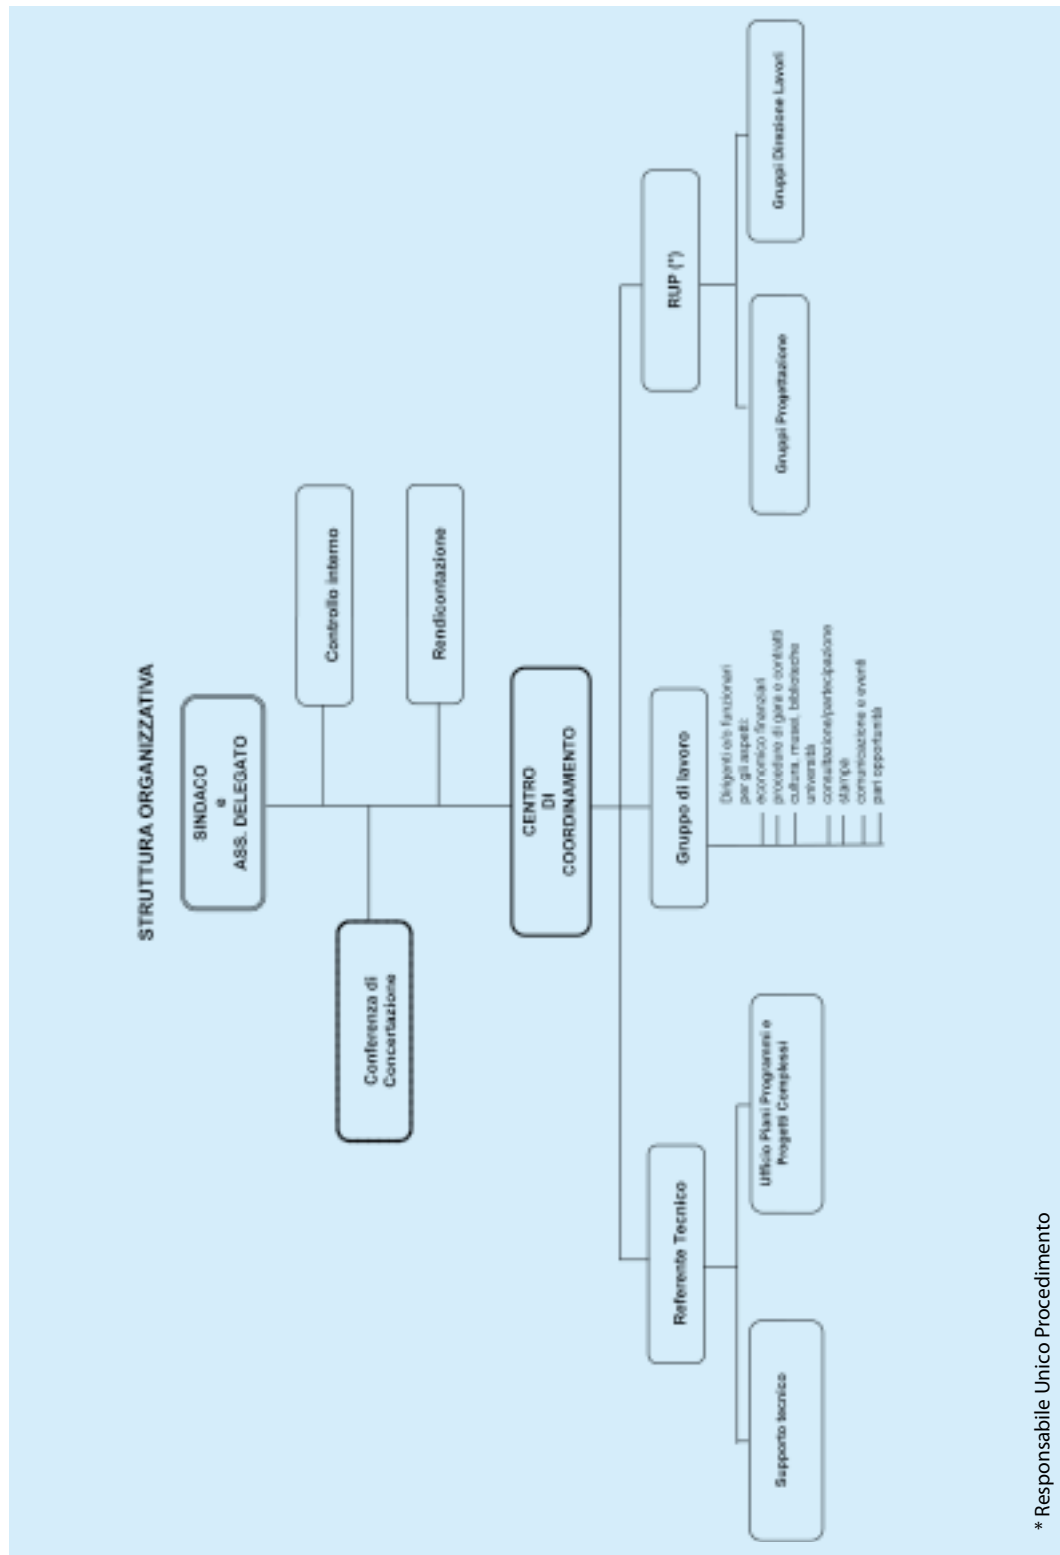 STRUTTURA ORGANIZZATIVA
SINDACO
e
ASS. DELEGATO
Controllo interno
Conferenza di
Concertazione
Rendicontazione
CENTRO
DI
COORDINAMENTO
Referente Tecnico
Gruppo di lavoro
RUP (*)
Supporto tecnico
Ufficio Piani Programmi e
Progetti Complessi
Dirigenti e/o funzionari
per gli aspetti:
economico finanziari
procedure di gara e contratti
cultura, musei, biblioteche
università
consultazione/partecipazione
stampa
comunicazione e eventi
pari opportunità
Gruppi Progettazione
Gruppi Direzione Lavori
* Responsabile Unico Procedimento